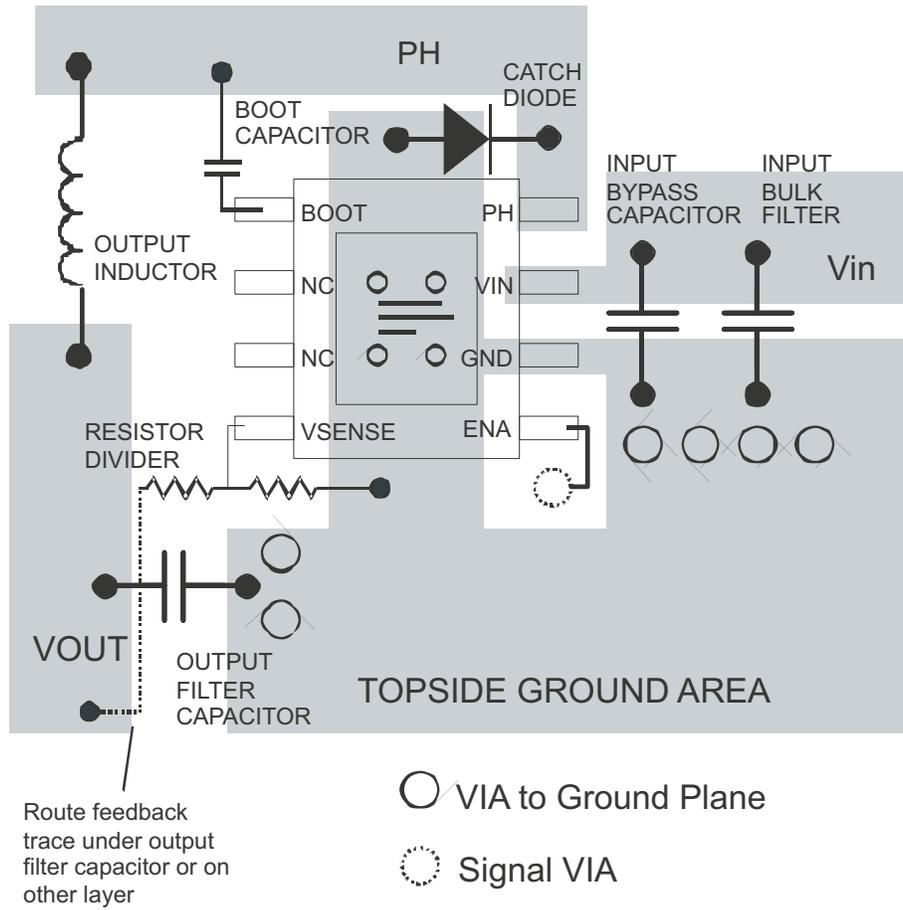 PH
CATCH
DIODE
BOOT
CAPACITOR
INPUT
BYPASS
CAPACITOR
INPUT
BULK
FILTER
BOOT
PH
OUTPUT
INDUCTOR
NC
VIN
Vin
NC
GND
RESISTOR
DIVIDER
VSENSE
ENA
VOUT
OUTPUT
FILTER
CAPACITOR
TOPSIDE GROUND AREA
Route feedback
trace under output
filter capacitor or on
other layer
VIA to Ground Plane
Signal VIA